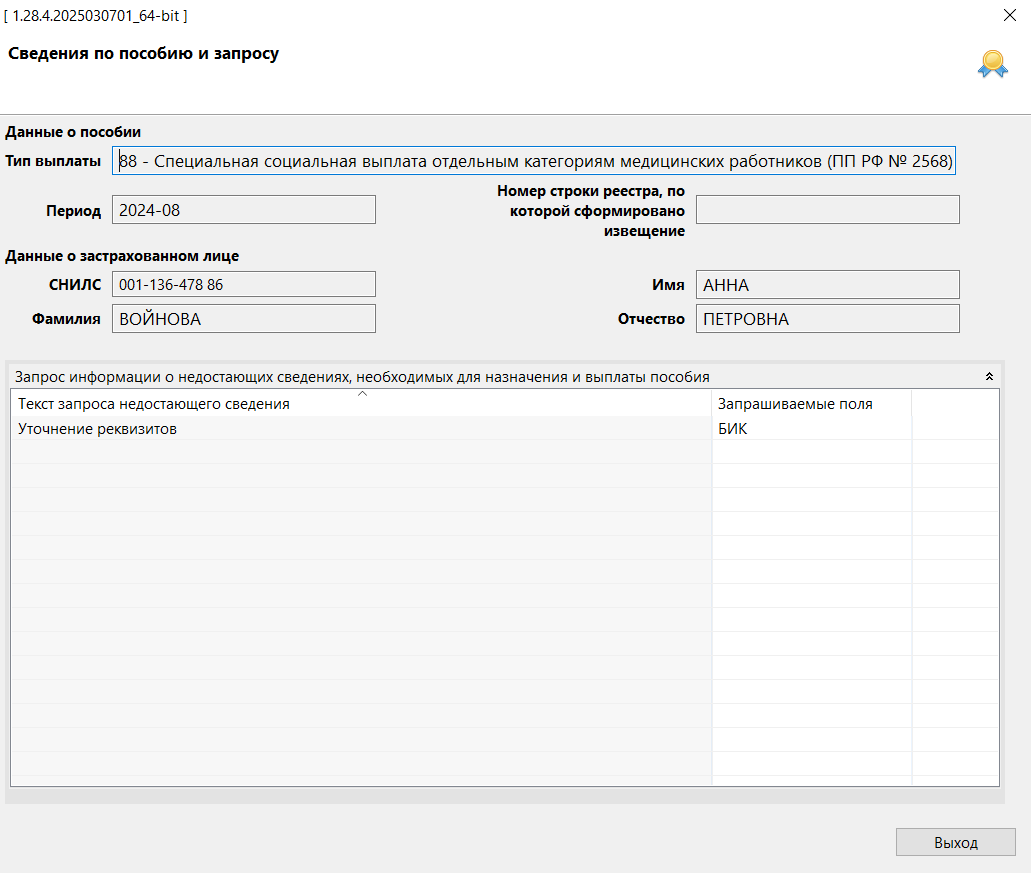 [ 1.28.4.2025030701_64-bit ]
Сведения по пособию и запросу
Данные о пособии
Тип выплаты 88 - Специальная социальная выплата отдельным категориям медицинских работников (ПП РФ № 2568)
Период 2024-08
Номер строки реестра, по
которой сформировано
извещение
Данные о застрахованном лице
СНИЛС 001-136-478 86 Имя АННА
Фамилия ВОЙНОВА Отчество ПЕТРОВНА
Запрос информации о недостающих сведениях, необходимых для назначения и выплаты пособия
Текст запроса недостающего сведения Запрашиваемые поля
Уточнение реквизитов БИК
Выход